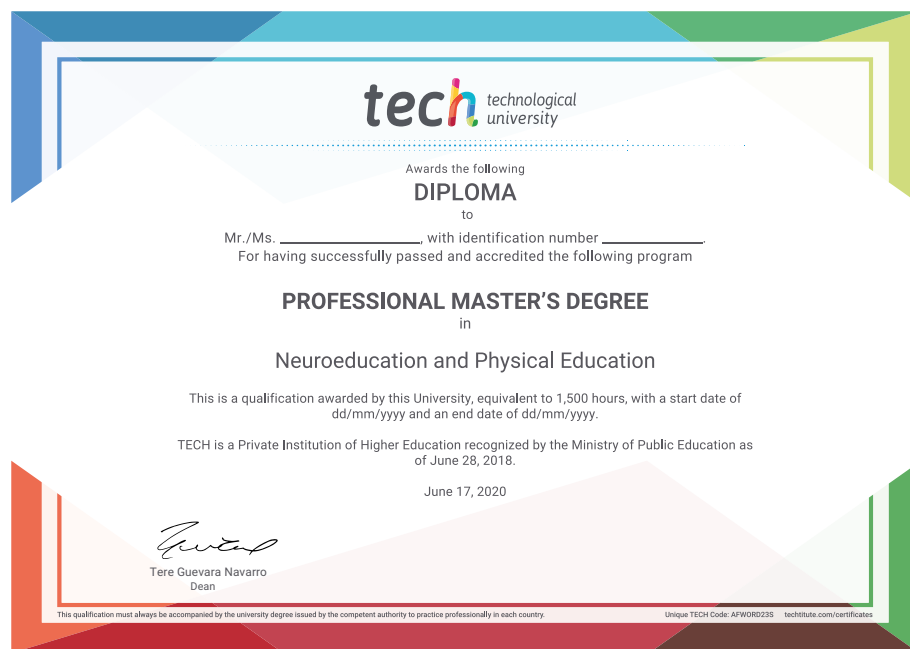 tech technological
university
Awards the following
DIPLOMA
to
Mr./Ms. ____________________, with identification number ______________.
For having successfully passed and accredited the following program
PROFESSIONAL MASTER'S DEGREE
in
Neuroeducation and Physical Education
This is a qualification awarded by this University, equivalent to 1,500 hours, with a start date of
dd/mm/yyyy and an end date of dd/mm/yyyy.
TECH is a Private Institution of Higher Education recognized by the Ministry of Public Education as
of June 28, 2018.
June 17, 2020
Tere Guevara Navarro
Dean
This qualification must always be accompanied by the university degree issued by the competent authority to practice professionally in each country. Unique TECH Code: AFWORD23S techtitute.com/certificates